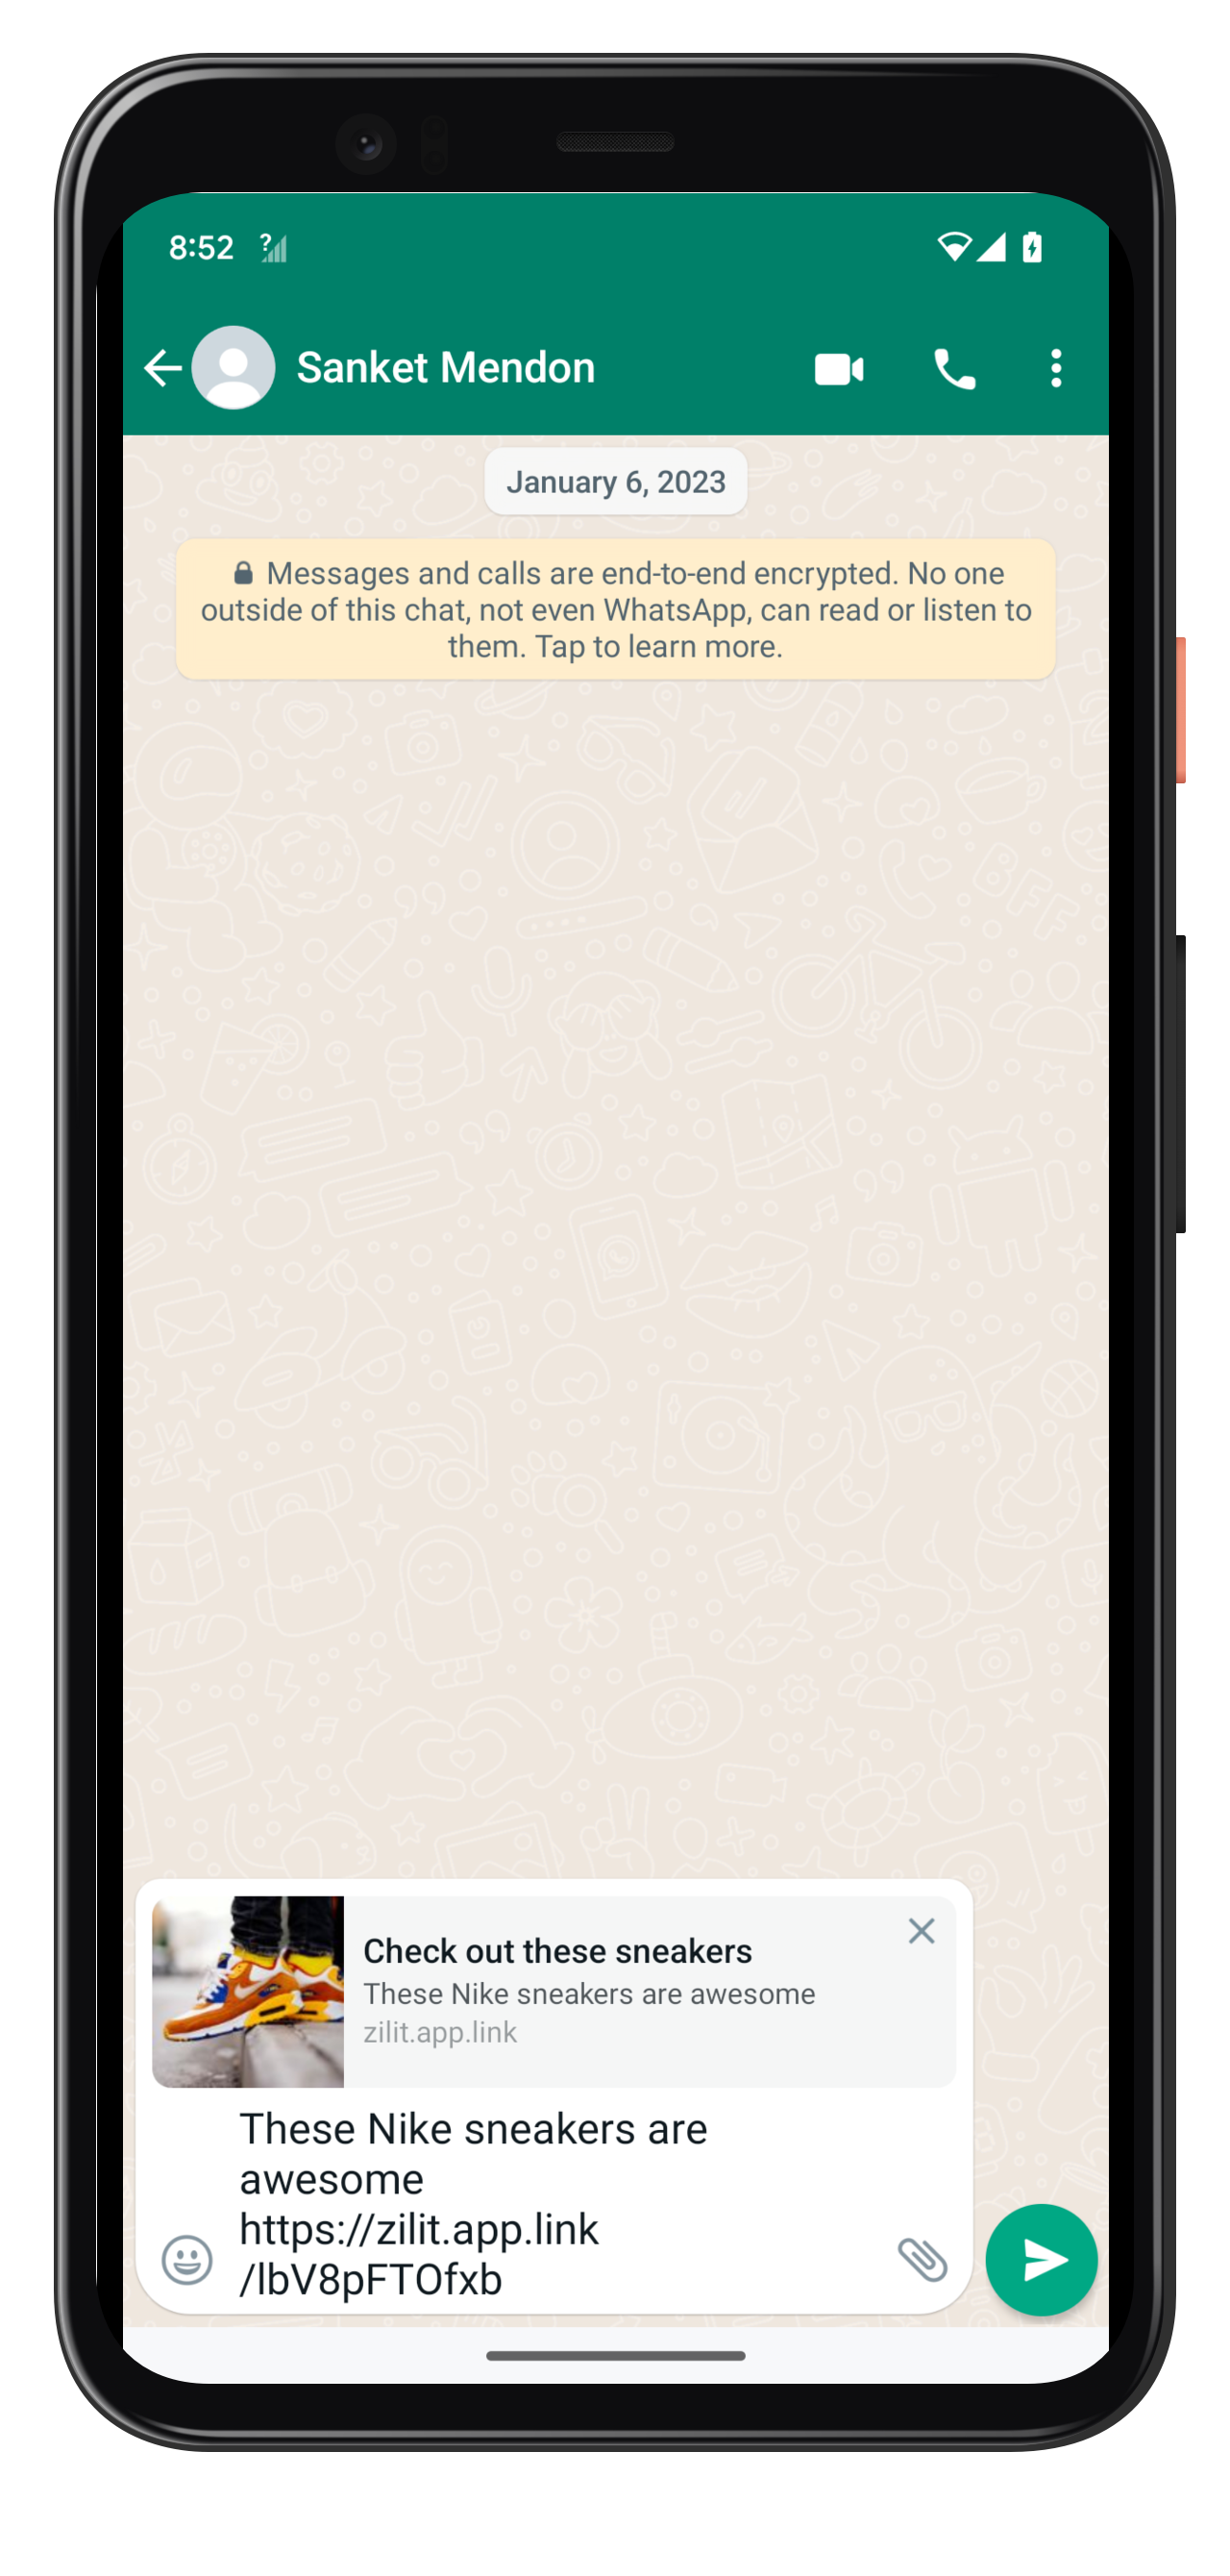 8:52
?
Sanket Mendon
January 6, 2023
Messages and calls are end-to-end encrypted. No one
outside of this chat, not even WhatsApp, can read or listen to
them. Tap to learn more.
Check out these sneakers
These Nike sneakers are awesome
zilit.app.link
These Nike sneakers are
awesome
https://zilit.app.link
/lbV8pFTOfxb